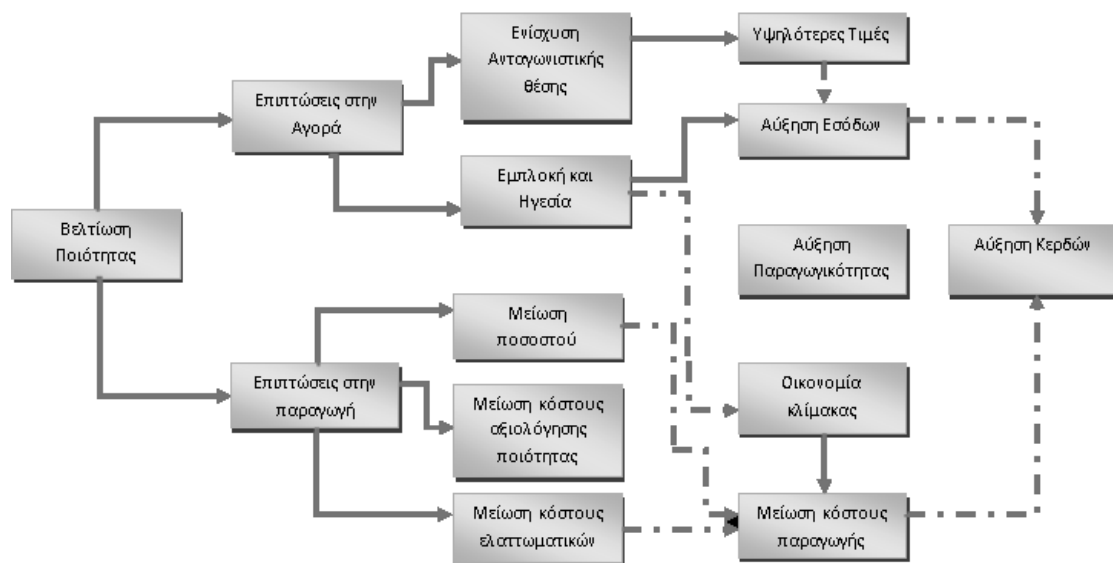 Ενίσχυση
Ανταγωνιστικής
θέσης
Υψηλότερες Τιμές
Επιπτώσεις στην
Αγορά
Αύξηση Εσόδων
Εμπλοκή και
Ηγεσία
Βελτίωση
Ποιότητας
Αύξηση
Παραγωγικότητας
Αύξηση Κερδών
Μείωση
ποσοστού
Επιπτώσεις στην
παραγωγή
Μείωση κόστους
αξιολόγησης
ποιότητας
Οικονομία
κλίμακας
Μείωση κόστους
ελαττωματικών
Μείωση κόστους
παραγωγής